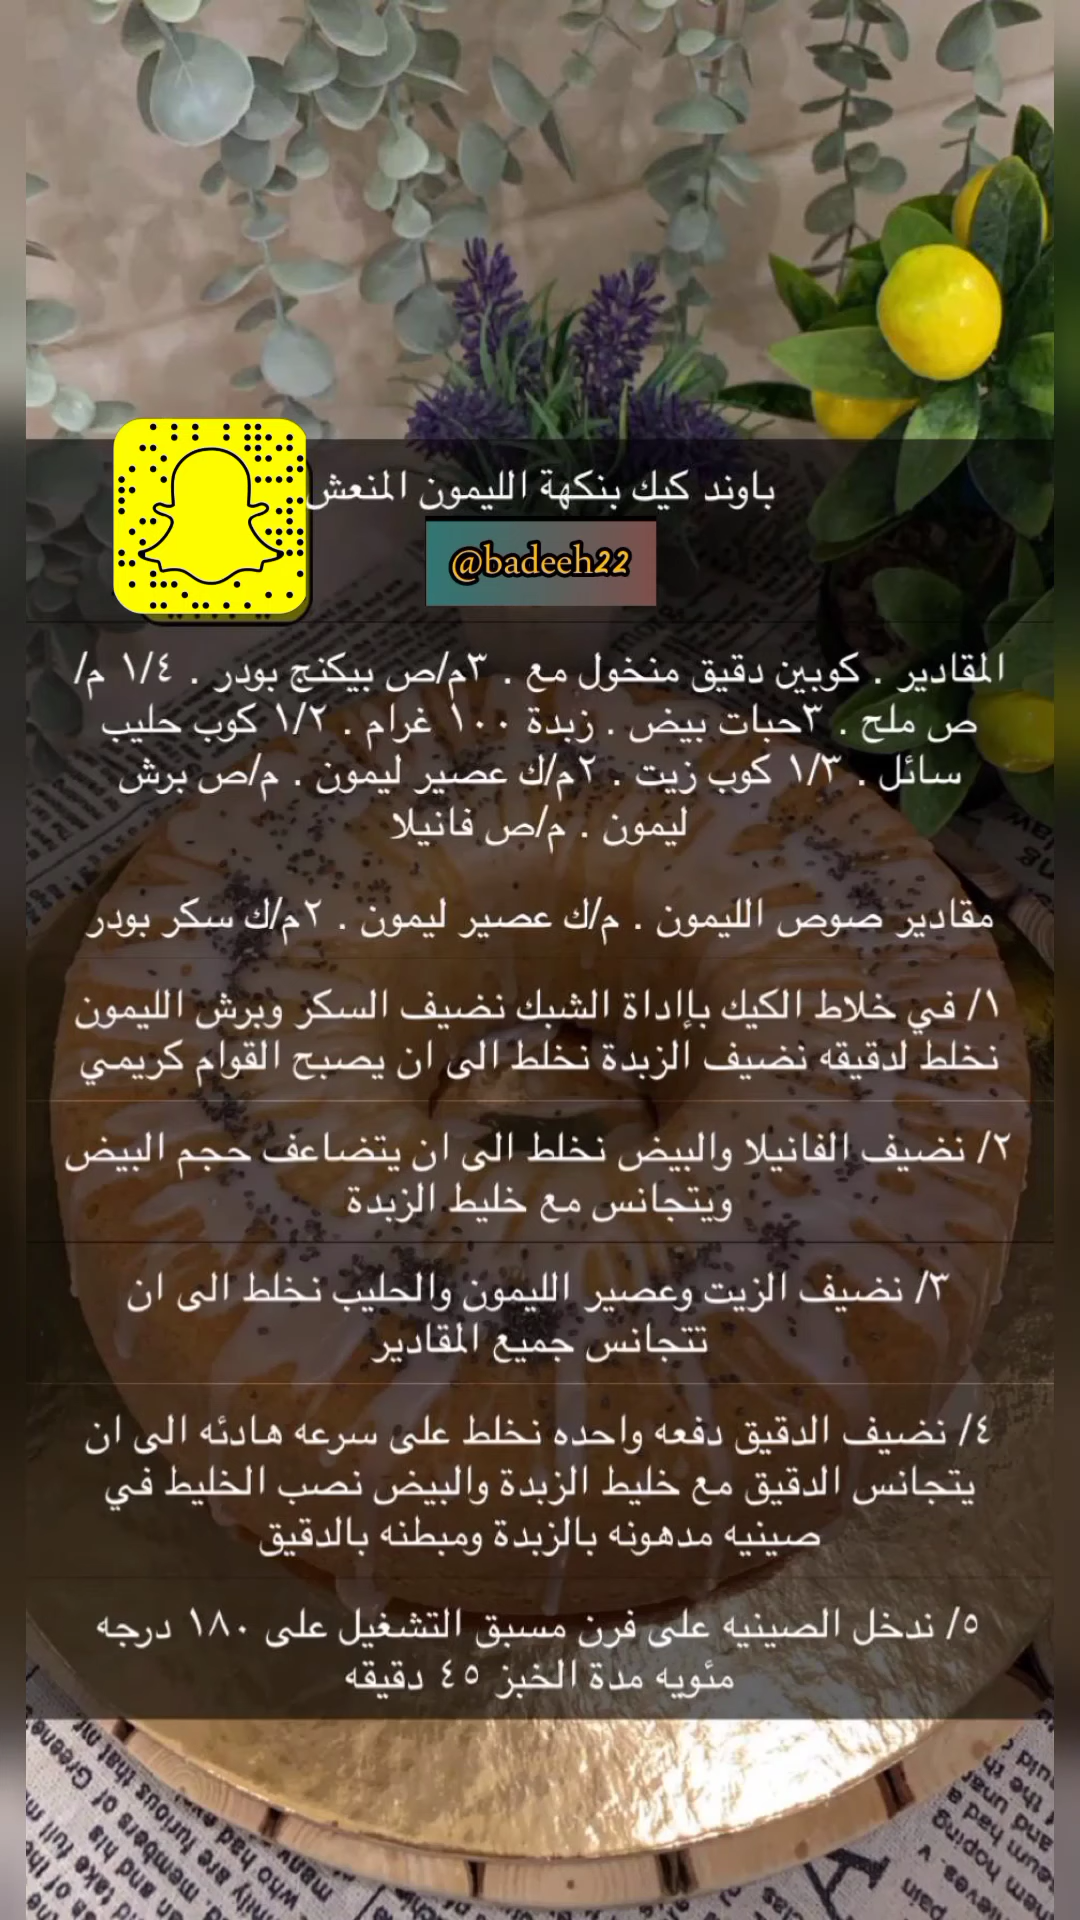 باوند كيك بنكهة الليمون المنعش
@badeeh22
المقادير . كوبين دقيق منخول مع . ٣م/ص بيكنج بودر . ١/٤ م/
ص ملح . ٣حبات بيض . زبدة ١٠٠ غرام . ١/٢ كوب حليب
سائل . ١/٣ كوب زيت . ٢م/ك عصير ليمون . م/ص برش
ليمون . م/ص فانيلا
مقادير صوص الليمون . م/ك عصير ليمون . ٢م/ك سكر بودر
١/ في خلاط الكيك بإاداة الشبك نضيف السكر وبرش الليمون
نخلط لدقيقه نضيف الزبدة نخلط الى ان يصبح القوام كريمي
٢/ نضيف الفانيلا والبيض نخلط الى ان يتضاعف حجم البيض
ويتجانس مع خليط الزبدة
٣/ نضيف الزيت وعصير الليمون والحليب نخلط الى ان
تتجانس جميع المقادير
٤/ نضيف الدقيق دفعه واحده نخلط على سرعه هادئه الى ان
يتجانس الدقيق مع خليط الزبدة والبيض نصب الخليط في
صينيه مدهونه بالزبدة ومبطنه بالدقيق
٥/ ندخل الصينيه على فرن مسبق التشغيل على ١٨٠ درجه
مئويه مدة الخبز ٤٥ دقيقه